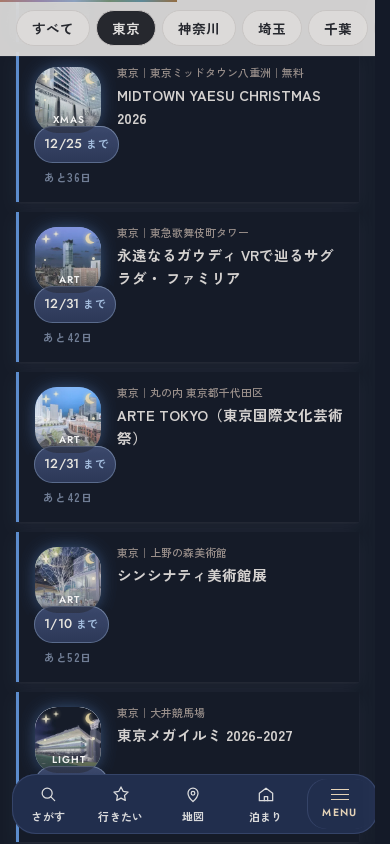 すべて
東京
神奈川
埼玉
千葉
東京｜東京ミッドタウン八重洲｜無料
MIDTOWN YAESU CHRISTMAS
2026
XMAS
12/25 まで
あと36日
東京｜東急歌舞伎町タワー
永遠なるガウディ VRで辿るサグ
ラダ・ ファミリア
ART
12/31 まで
あと42日
東京｜丸の内 東京都千代田区
ARTE TOKYO（東京国際文化芸術
祭）
ART
12/31 まで
あと42日
東京｜上野の森美術館
シンシナティ美術館展
ART
1/10 まで
あと52日
東京｜大井競馬場
東京メガイルミ 2026-2027
LIGHT
さがす
行きたい
地図
泊まり
MENU